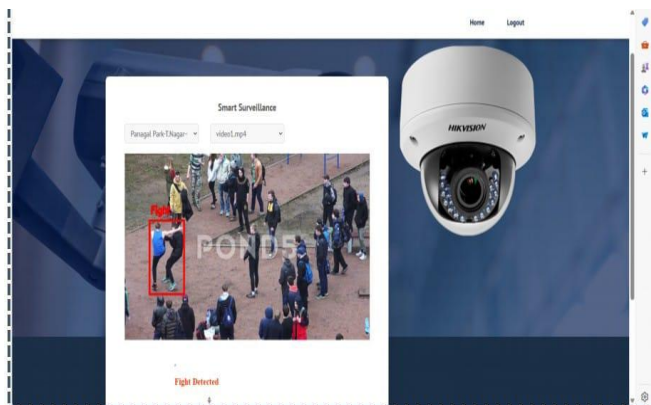 Home Logout
HIKVISION
Smart Surveillance
Panagal Park-T.Nagar- video1.mp4
Fight
POND5
Fight Detected